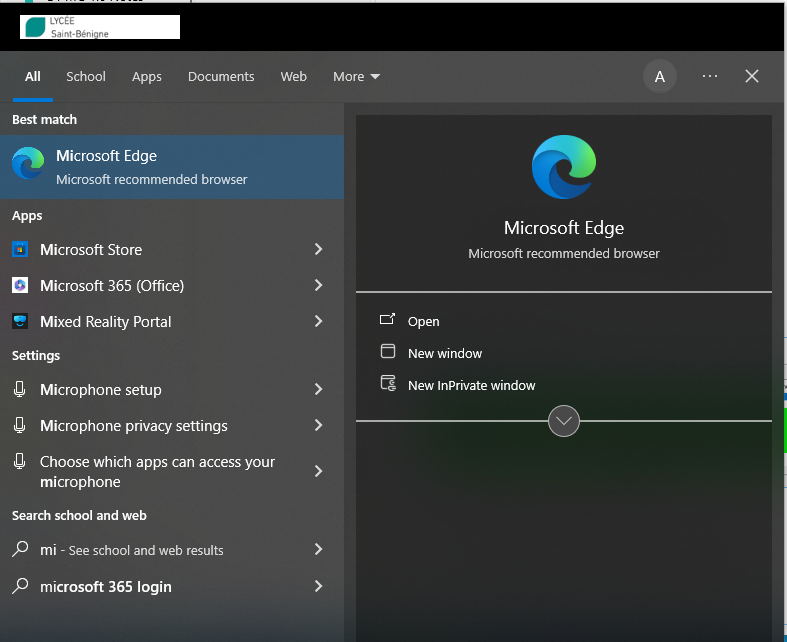 LYCÉE
Saint-Bénigne
All School Apps Documents Web More A
Best match
Microsoft Edge
Microsoft recommended browser
Apps
Microsoft Store
Microsoft 365 (Office)
Mixed Reality Portal
Settings
Microphone setup
Microphone privacy settings
Choose which apps can access your
microphone
Search school and web
mi - See school and web results
microsoft 365 login
Microsoft Edge
Microsoft recommended browser
Open
New window
New InPrivate window